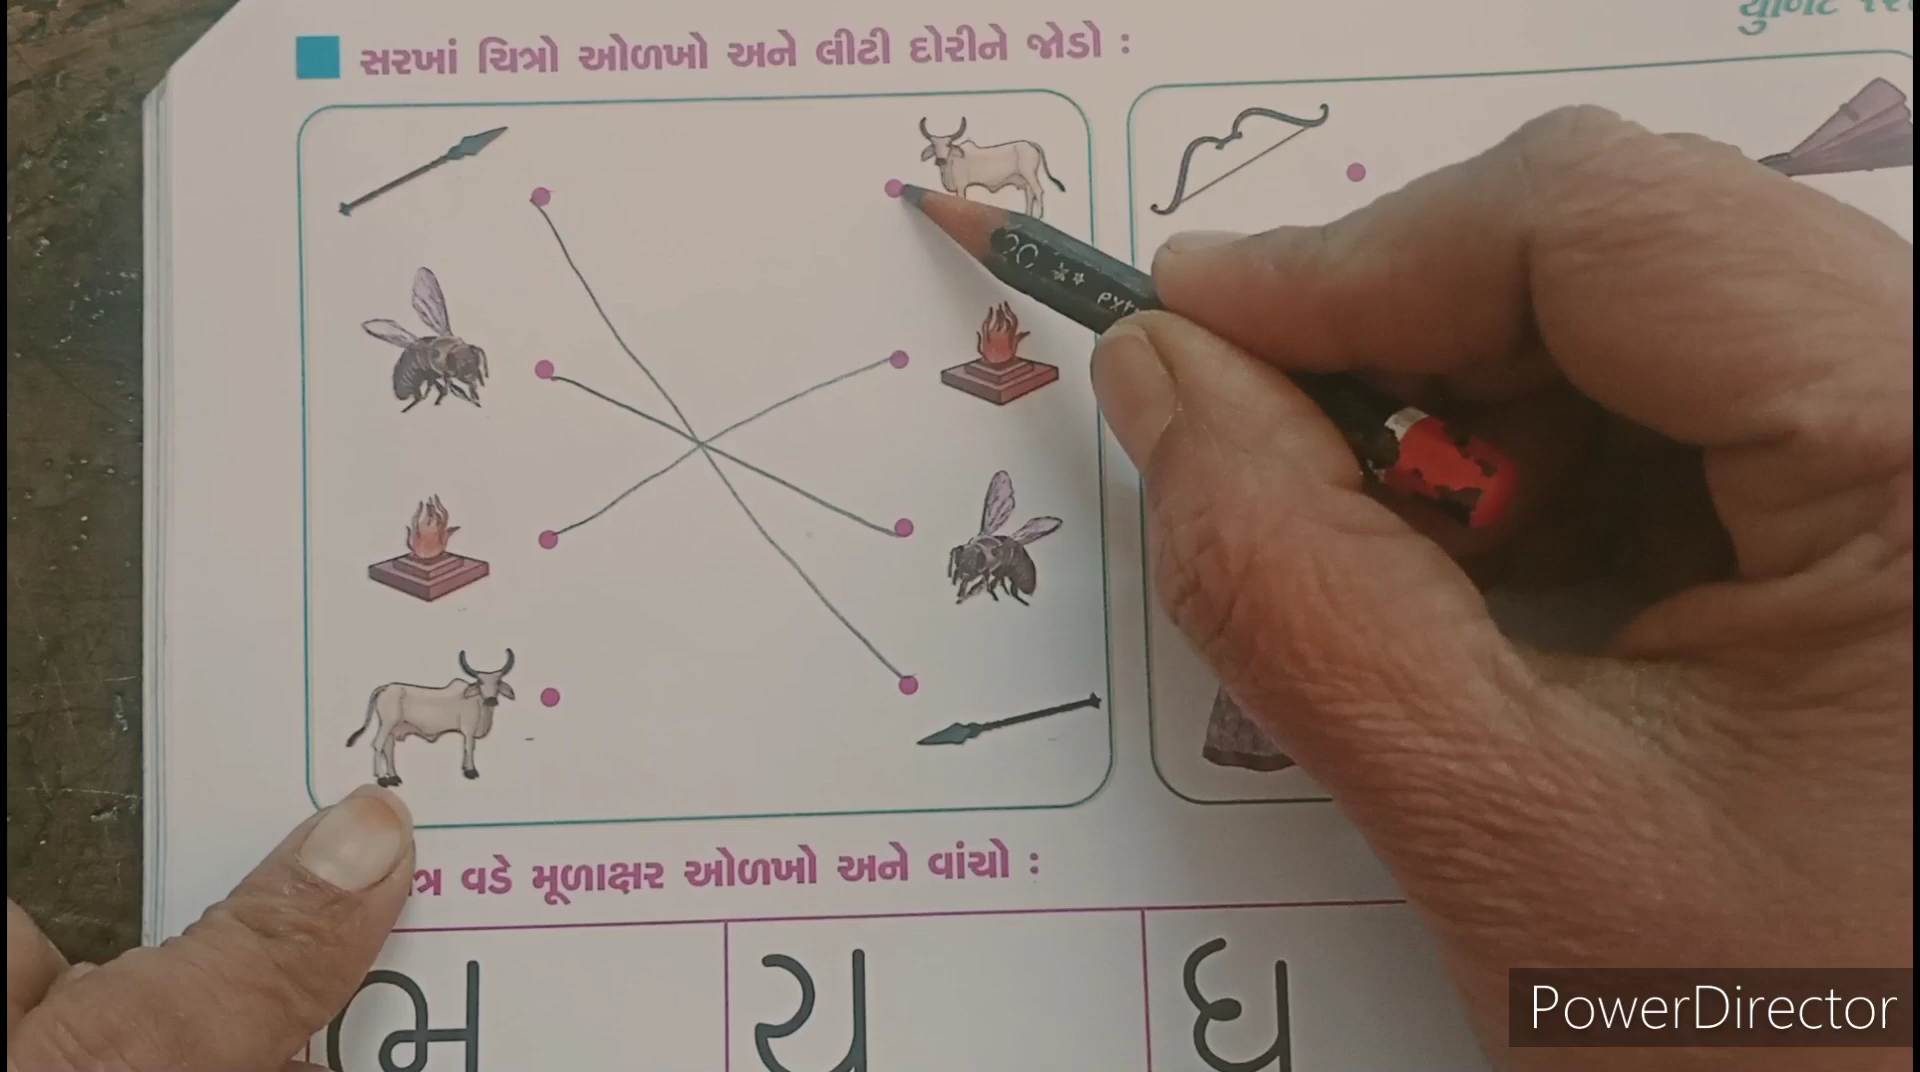 સરખાં ચિત્રો ઓળખો અને લીટી દોરીને જોડો :
વડે મૂળાક્ષર ઓળખો અને વાંચો :
ભ ય ધ
PowerDirector